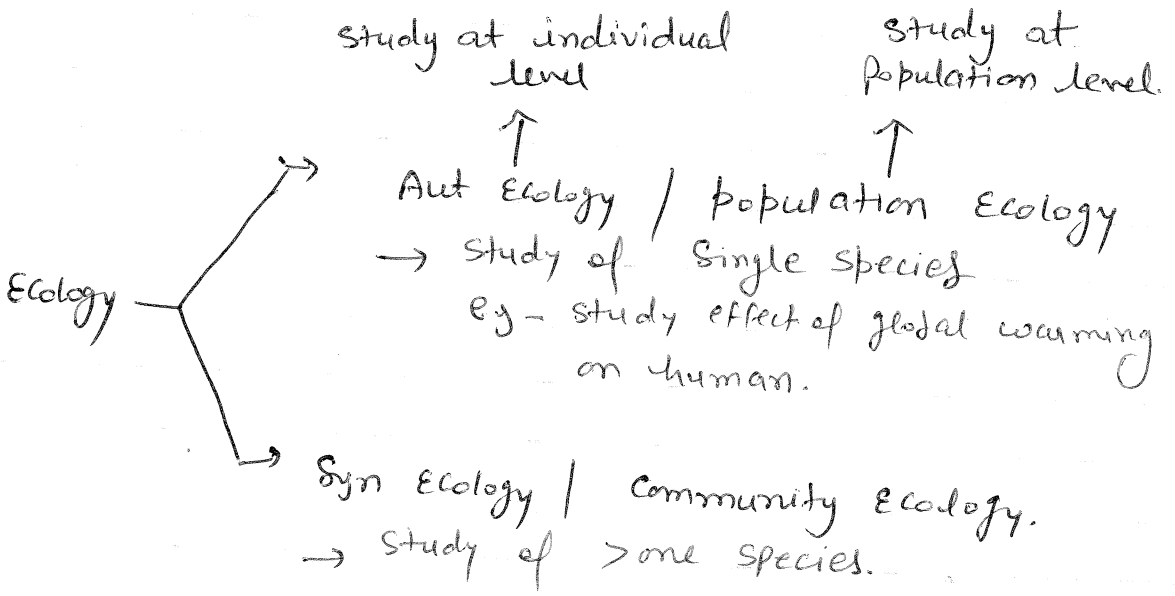 Study at individual level
Study at Population level.
Aut Ecology / population Ecology
→ Study of Single species
eg - study effect of global warming
on human.
Ecology
Syn Ecology / Community Ecology.
→ Study of >one species.